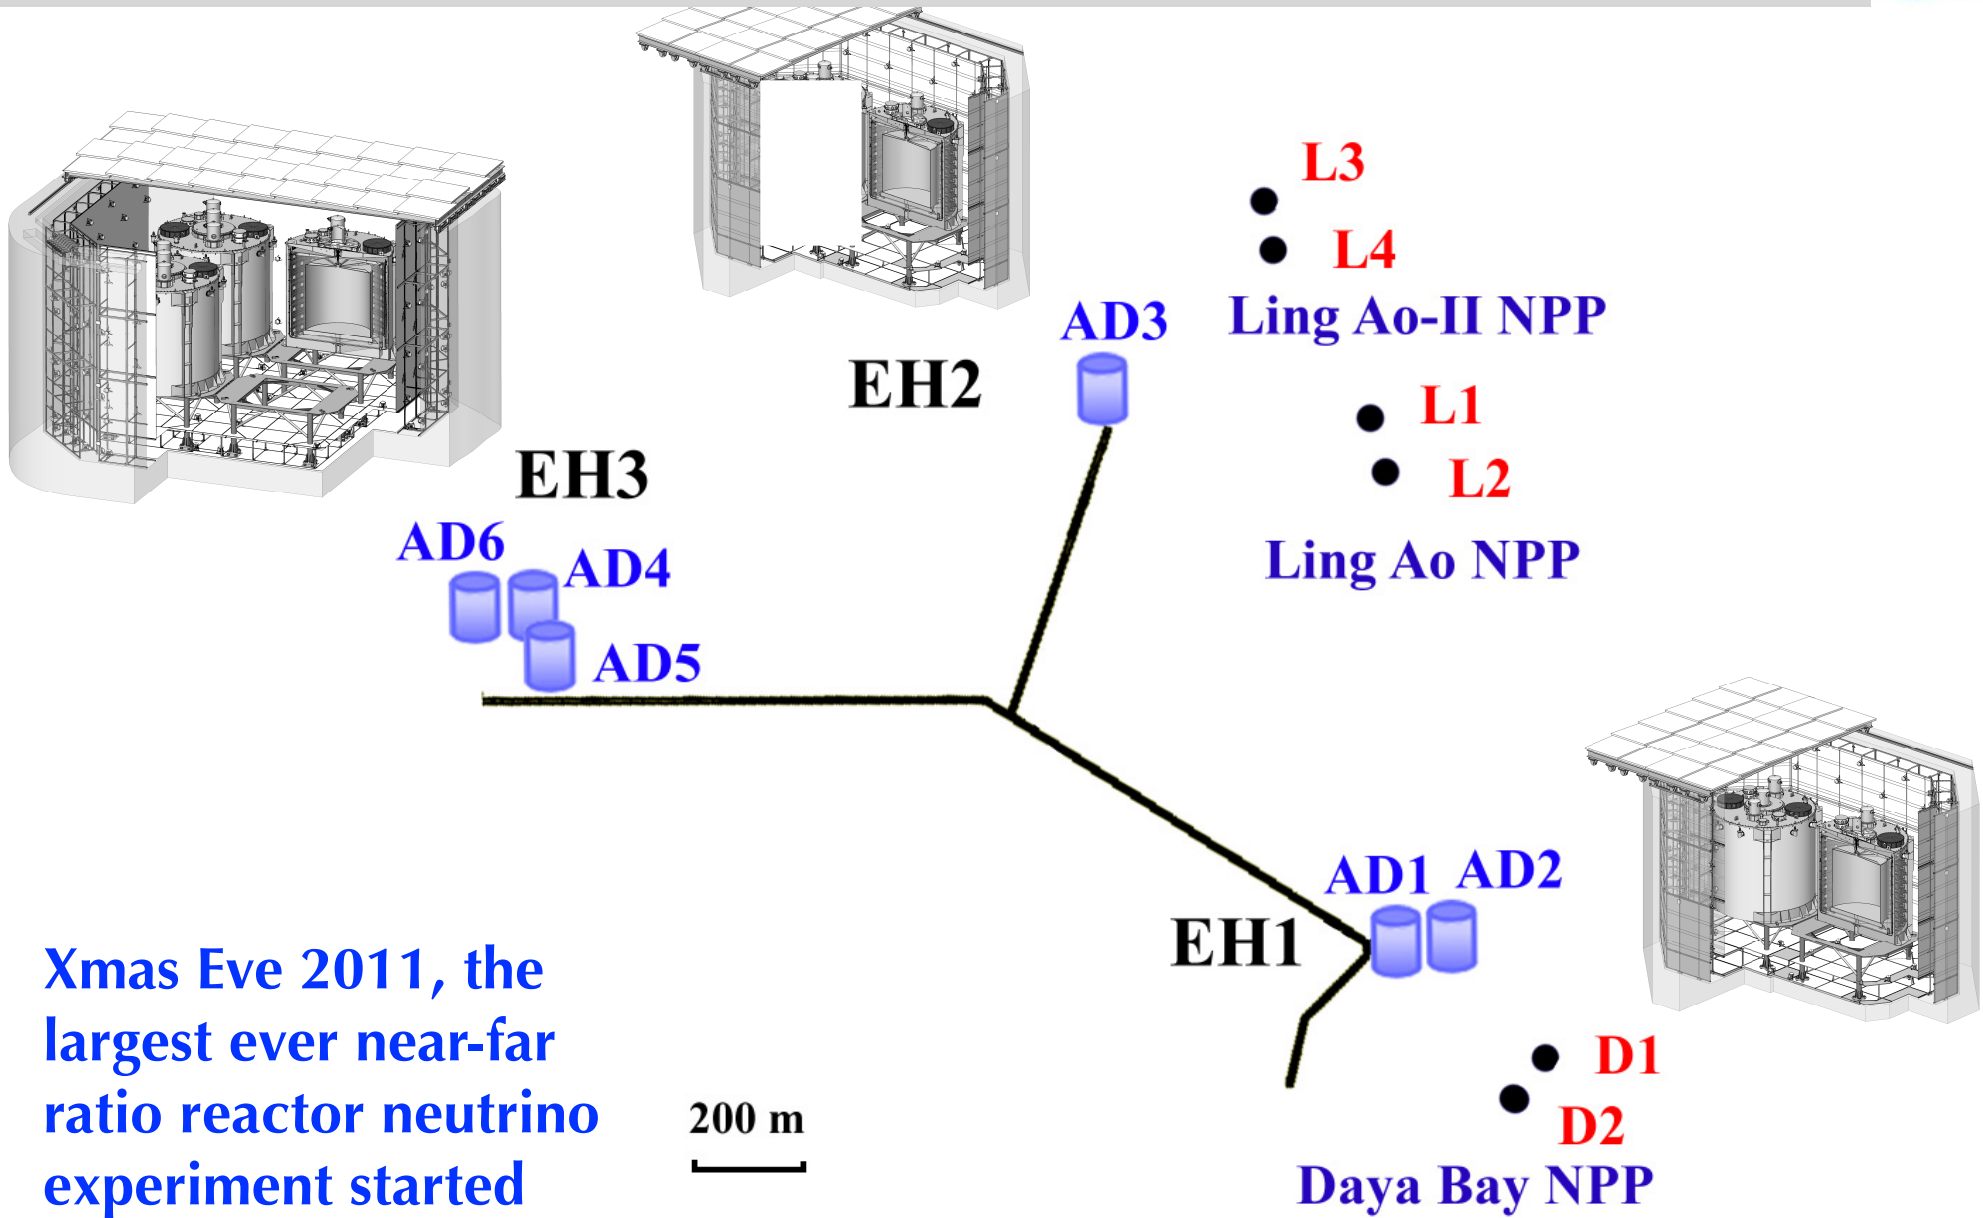 L3
L4
Ling Ao-II NPP
AD3
EH2
L1
L2
Ling Ao NPP
EH3
AD6
AD4
AD5
AD1
AD2
EH1
D1
D2
Daya Bay NPP
200 m
Xmas Eve 2011, the
largest ever near-far
ratio reactor neutrino
experiment started